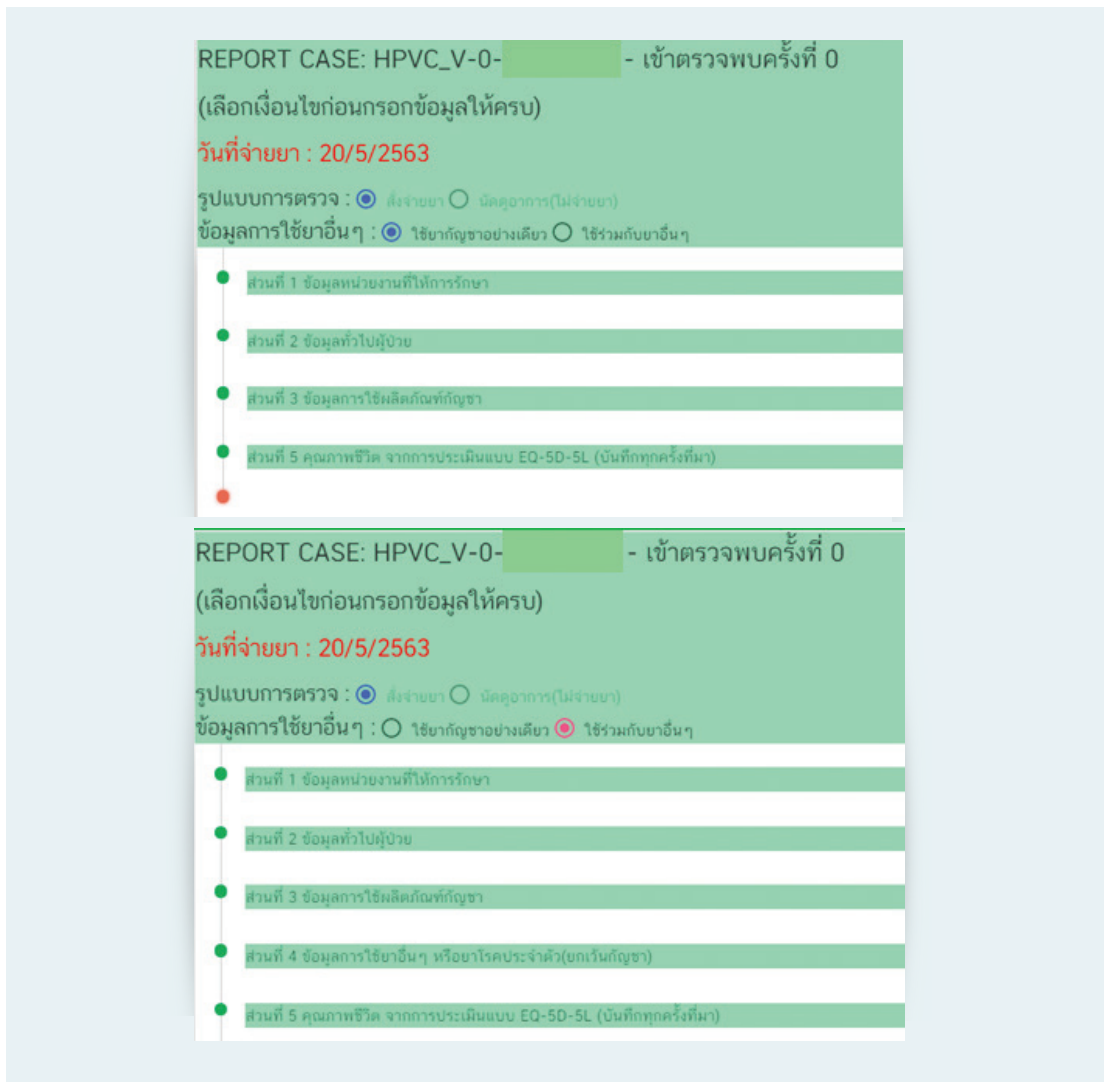 REPORT CASE: HPVC_V-0- - เข้าตรวจพบครั้งที่ 0
(เลือกเงื่อนไขก่อนกรอกข้อมูลให้ครบ)
วันที่จ่ายยา : 20/5/2563
รูปแบบการตรวจ : สั่งจ่ายยา นัดดูอาการ(ไม่จ่ายยา)
ข้อมูลการใช้ยาอื่นๆ : ใช้ยากัญชาอย่างเดียว ใช้ร่วมกับยาอื่นๆ
ส่วนที่ 1 ข้อมูลหน่วยงานที่ให้การรักษา
ส่วนที่ 2 ข้อมูลทั่วไปผู้ป่วย
ส่วนที่ 3 ข้อมูลการใช้ผลิตภัณฑ์กัญชา
ส่วนที่ 5 คุณภาพชีวิต จากการประเมินแบบ EQ-5D-5L (บันทึกทุกครั้งที่มา)
REPORT CASE: HPVC_V-0- - เข้าตรวจพบครั้งที่ 0
(เลือกเงื่อนไขก่อนกรอกข้อมูลให้ครบ)
วันที่จ่ายยา : 20/5/2563
รูปแบบการตรวจ : สั่งจ่ายยา นัดดูอาการ(ไม่จ่ายยา)
ข้อมูลการใช้ยาอื่นๆ : ใช้ยากัญชาอย่างเดียว ใช้ร่วมกับยาอื่นๆ
ส่วนที่ 1 ข้อมูลหน่วยงานที่ให้การรักษา
ส่วนที่ 2 ข้อมูลทั่วไปผู้ป่วย
ส่วนที่ 3 ข้อมูลการใช้ผลิตภัณฑ์กัญชา
ส่วนที่ 4 ข้อมูลการใช้ยาอื่นๆ หรือยาโรคประจำตัว(ยกเว้นกัญชา)
ส่วนที่ 5 คุณภาพชีวิต จากการประเมินแบบ EQ-5D-5L (บันทึกทุกครั้งที่มา)